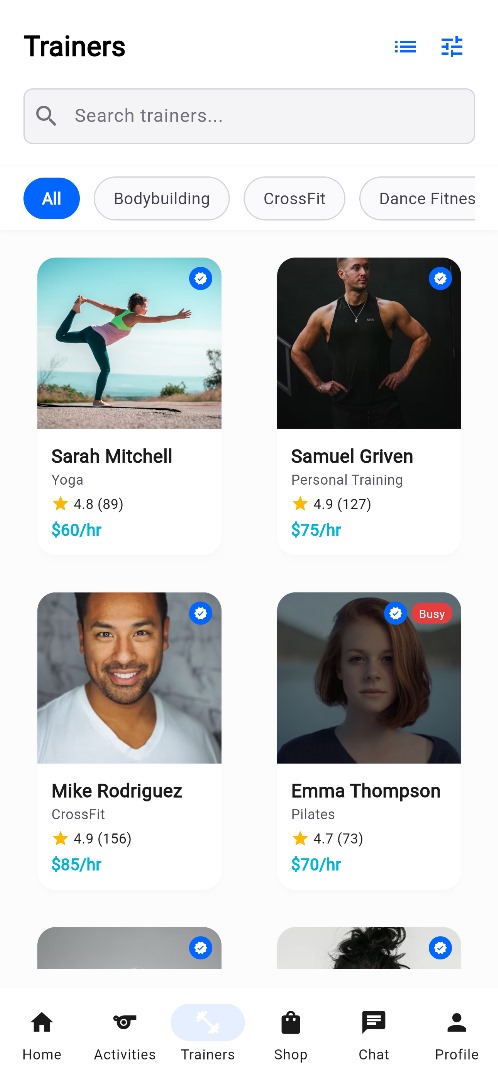 Trainers
Search trainers...
All
Bodybuilding
CrossFit
Dance Fitnes
Sarah Mitchell
Yoga
4.8 (89)
$60/hr
Samuel Griven
Personal Training
4.9 (127)
$75/hr
Mike Rodriguez
CrossFit
4.9 (156)
$85/hr
Busy
Emma Thompson
Pilates
4.7 (73)
$70/hr
Home
Activities
Trainers
Shop
Chat
Profile